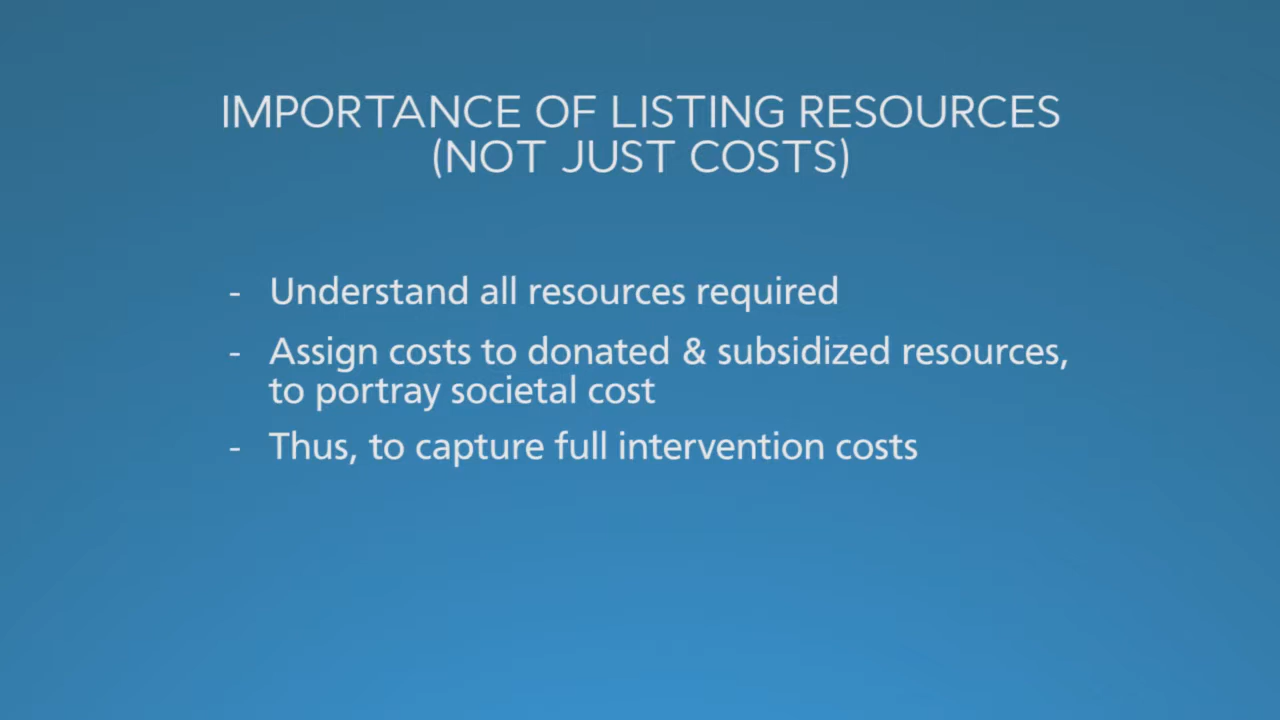 IMPORTANCE OF LISTING RESOURCES
(NOT JUST COSTS)
- Understand all resources required
- Assign costs to donated & subsidized resources,
to portray societal cost
- Thus, to capture full intervention costs